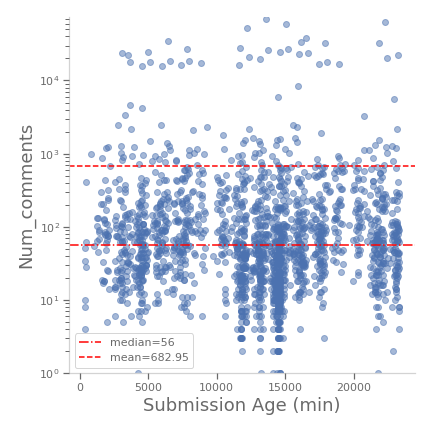 Num_comments
10⁴
10³
10²
10¹
10⁰
median=56
mean=682.95
0 5000 10000 15000 20000
Submission Age (min)